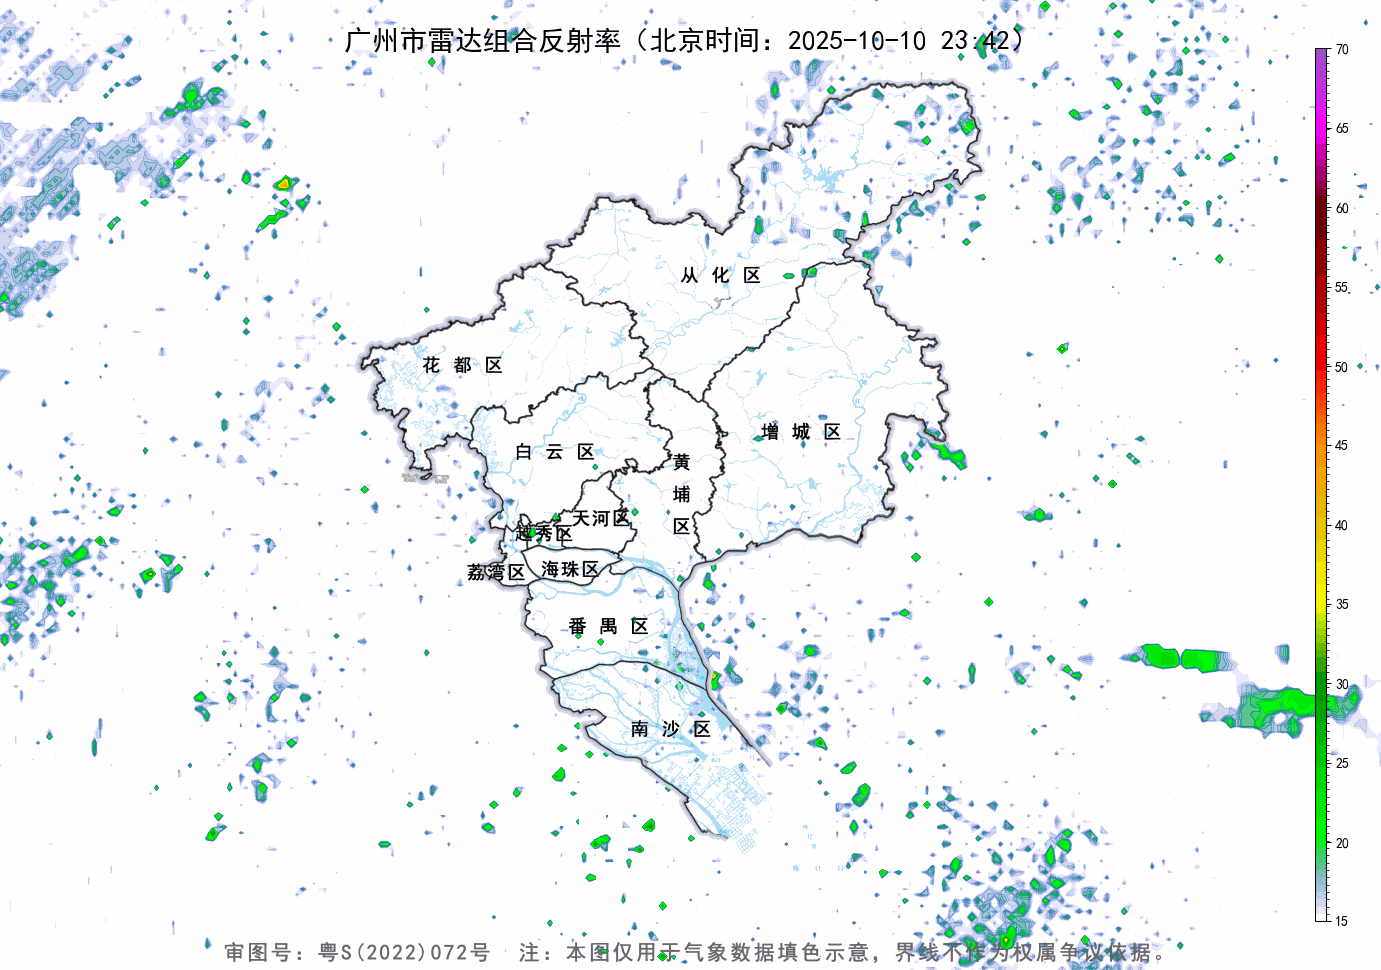 广州市雷达组合反射率（北京时间：2025-10-10 23:42）
70
65
60
55
50
45
40
35
30
25
20
15
从化区
花都区
增城区
白云区
黄埔区
天河区
越秀区
荔湾区
海珠区
番禺区
南沙区
审图号：粤S(2022)072号 注：本图仅用于气象数据填色示意，界线不作为权属争议依据。